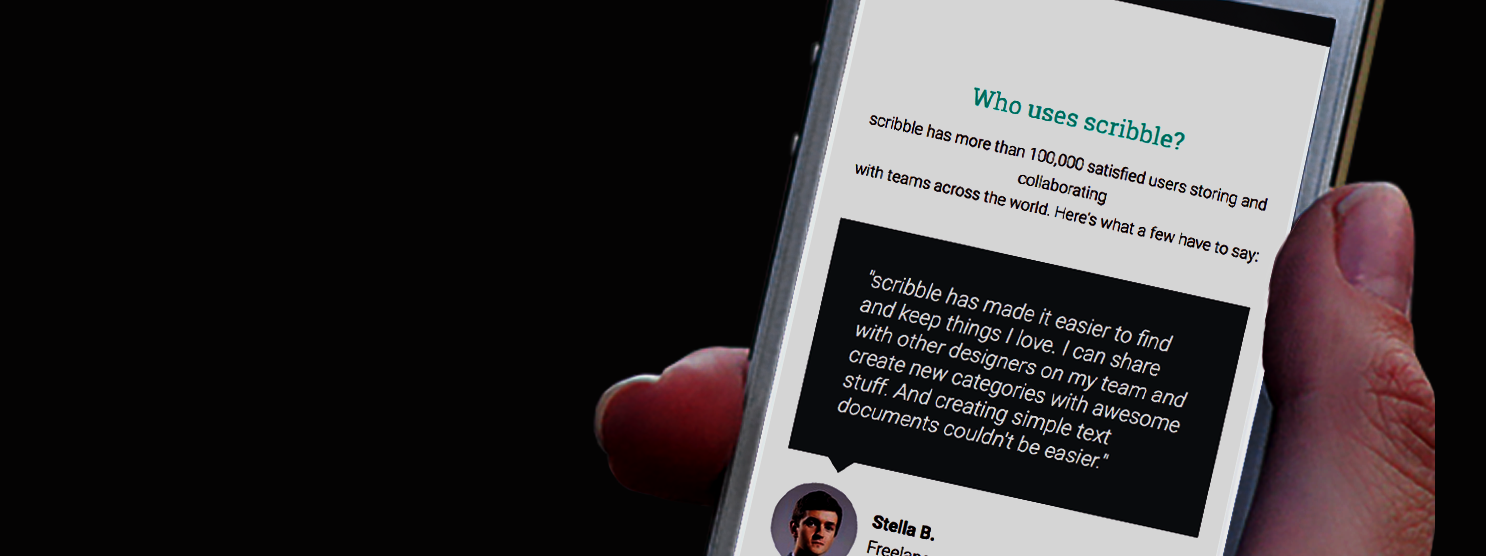 Who uses scribble?
scribble has more than 100,000 satisfied users storing and
collaborating
with teams across the world. Here's what a few have to say:
"scribble has made it easier to find
and keep things I love. I can share
with other designers on my team and
create new categories with awesome
stuff. And creating simple text
documents couldn't be easier."
Stella B.